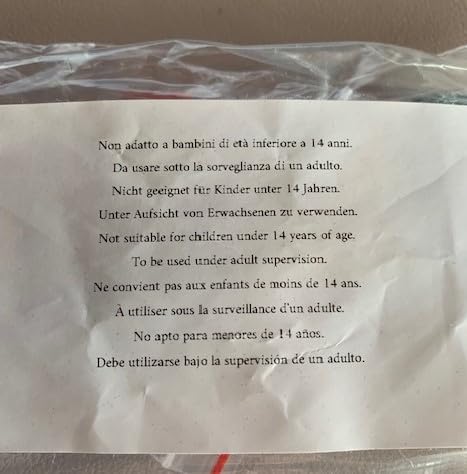 Non adatto a bambini di età inferiore a 14 anni.
Da usare sotto la sorveglianza di un adulto.
Nicht geeignet für Kinder unter 14 Jahren.
Unter Aufsicht von Erwachsenen zu verwenden.
Not suitable for children under 14 years of age.
To be used under adult supervision.
Ne convient pas aux enfants de moins de 14 ans.
À utiliser sous la surveillance d'un adulte.
No apto para menores de 14 años.
Debe utilizarse bajo la supervisión de un adulto.